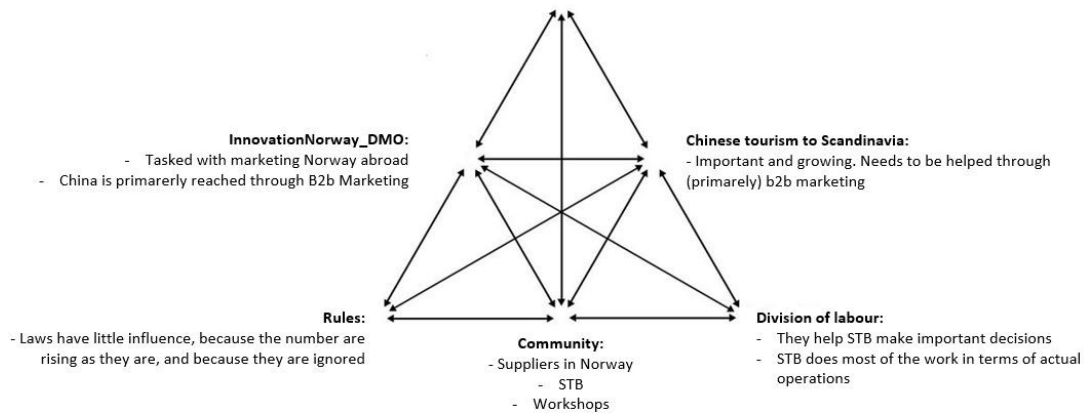 InnovationNorway_DMO:
- Tasked with marketing Norway abroad
- China is primarerly reached through B2b Marketing
Chinese tourism to Scandinavia:
- Important and growing. Needs to be helped through
(primarely) b2b marketing
Rules:
- Laws have little influence, because the number are
rising as they are, and because they are ignored
Community:
- Suppliers in Norway
- STB
- Workshops
Division of labour:
- They help STB make important decisions
- STB does most of the work in terms of actual
operations